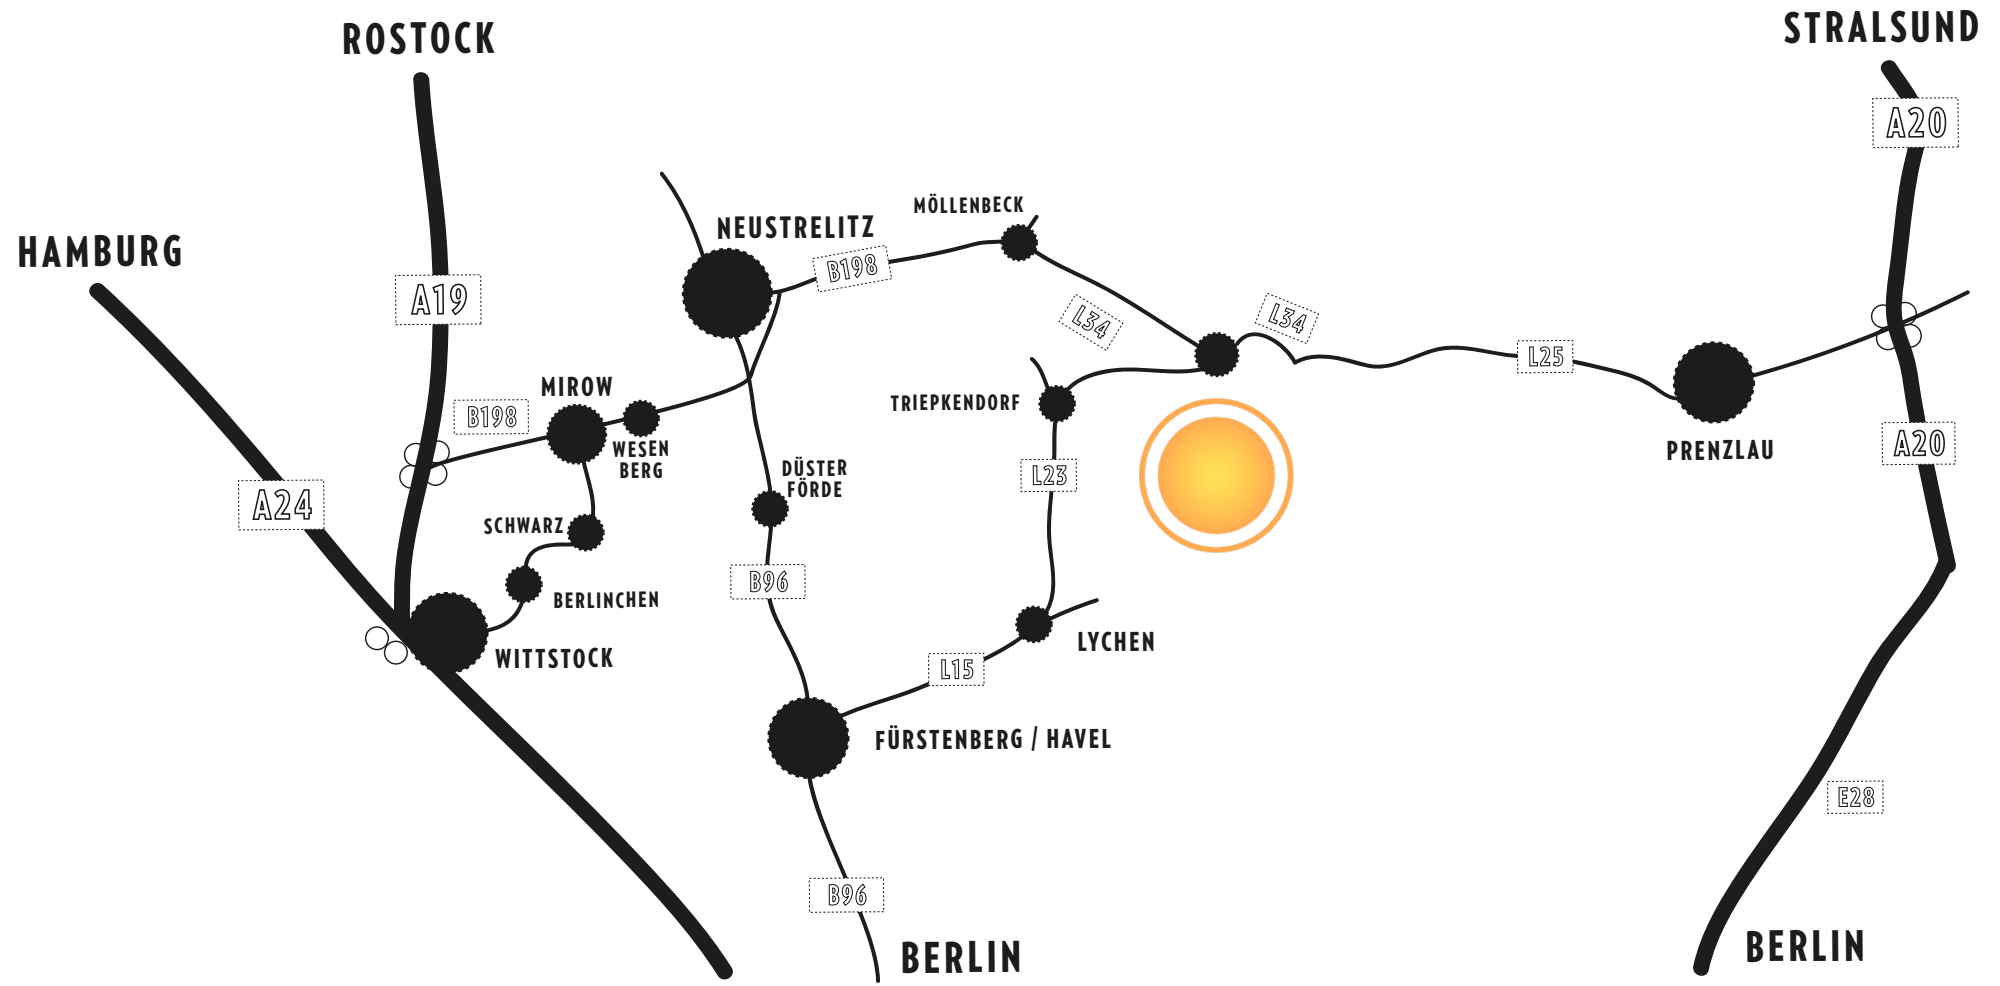 STRALSUND
ROSTOCK
A20
MÖLLENBECK
NEUSTRELITZ
HAMBURG
B198
A19
L34
L34
L25
MIROW
TRIEPKENDORF
B198
WESEN
BERG
PRENZLAU
A20
DÜSTER
FÖRDE
L23
A24
SCHWARZ
B96
BERLINCHEN
LYCHEN
WITTSTOCK
L15
FÜRSTENBERG / HAVEL
E28
B96
BERLIN
BERLIN